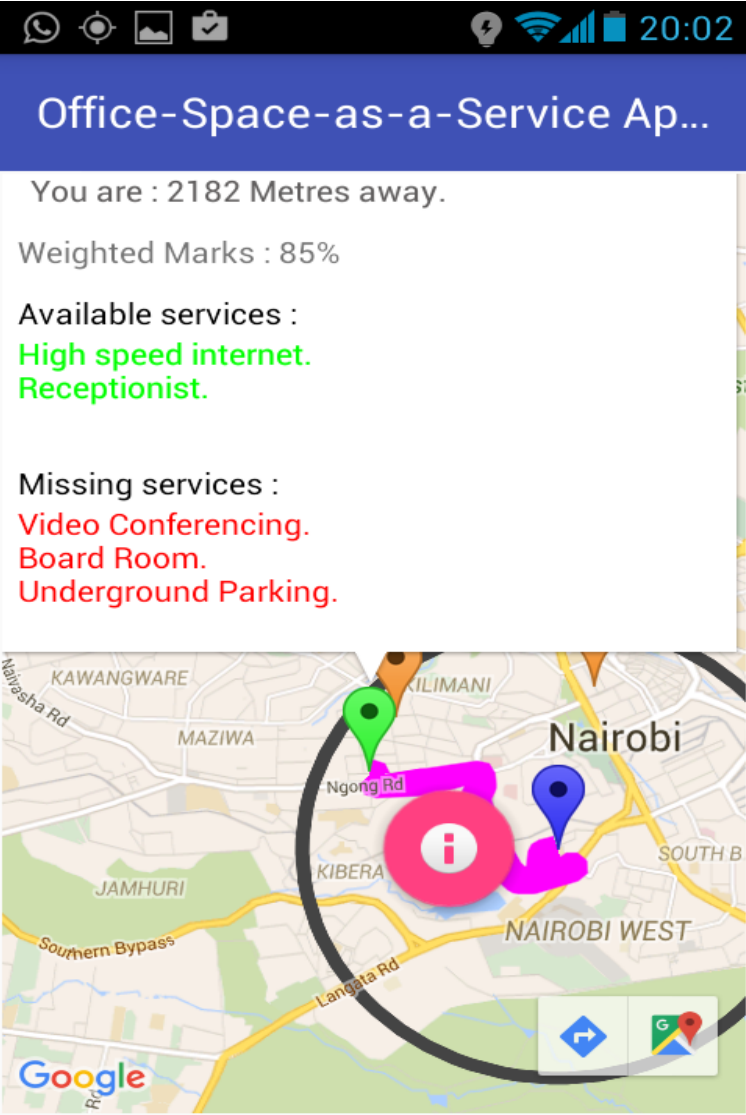 20:02
Office-Space-as-a-Service Ap...
You are : 2182 Metres away.
Weighted Marks : 85%
Available services :
High speed internet.
Receptionist.
Missing services :
Video Conferencing.
Board Room.
Underground Parking.
Naivasha Rd
KAWANGWARE
KILIMANI
MAZIWA
Nairobi
Ngong Rd
SOUTH B
KIBERA
JAMHURI
NAIROBI WEST
Southern Bypass
Langata Rd
G
Google
Rd